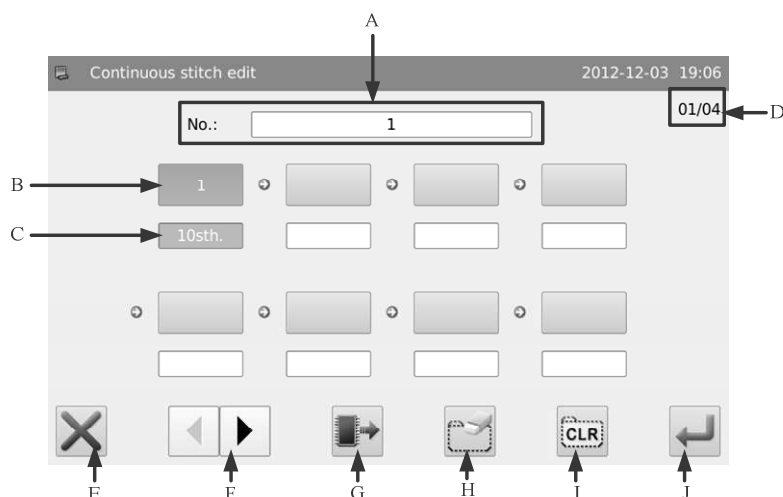 A
Continuous stitch edit 2012-12-03 19:06
No.: 1
01/04
D
B
1
C
10sth.
CLR
G
H